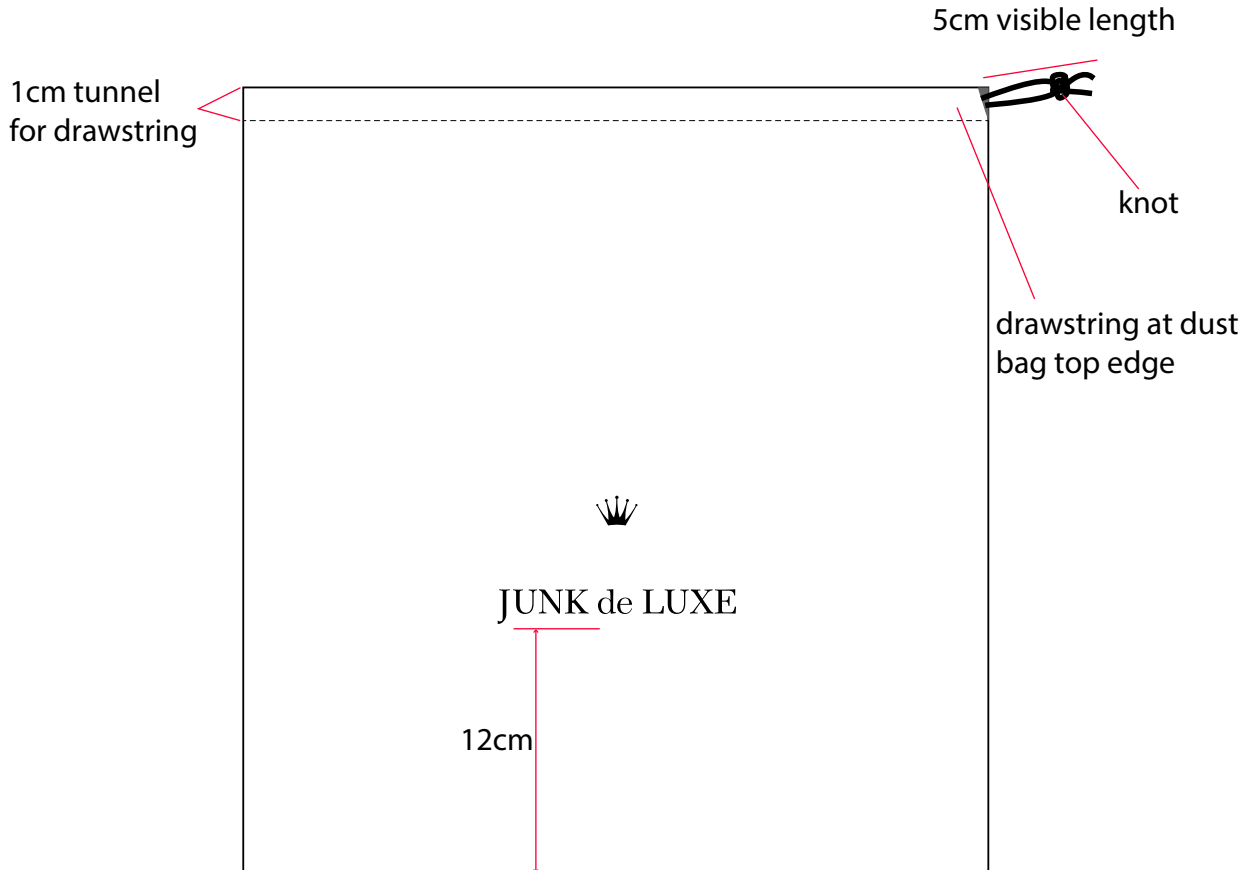 5cm visible length
1cm tunnel
for drawstring
knot
drawstring at dust
bag top edge
JUNK de LUXE
12cm